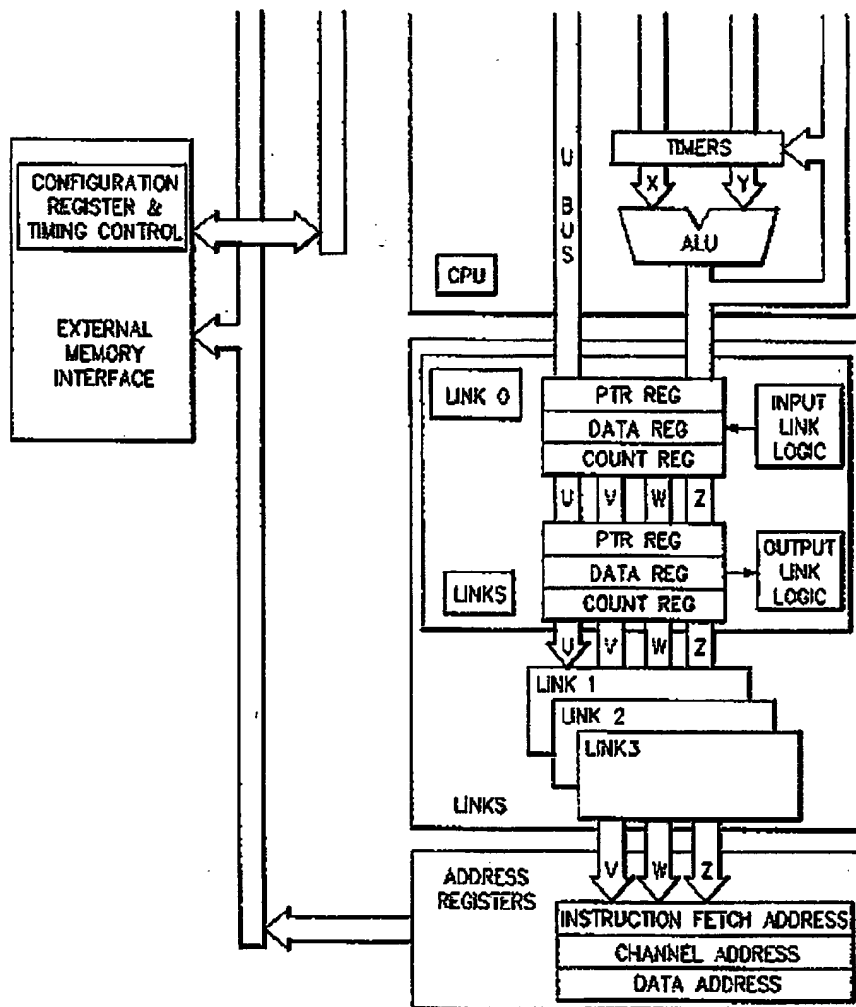 TIMERS
U BUS
X
Y
ALU
CPU
CONFIGURATION
REGISTER &
TIMING CONTROL
EXTERNAL
MEMORY
INTERFACE
LINK 0
PTR REG
DATA REG
COUNT REG
INPUT
LINK
LOGIC
U V W Z
PTR REG
DATA REG
COUNT REG
OUTPUT
LINK
LOGIC
LINKS
U V W Z
LINK 1
LINK 2
LINK3
LINKS
V W Z
ADDRESS
REGISTERS
INSTRUCTION FETCH ADDRESS
CHANNEL ADDRESS
DATA ADDRESS